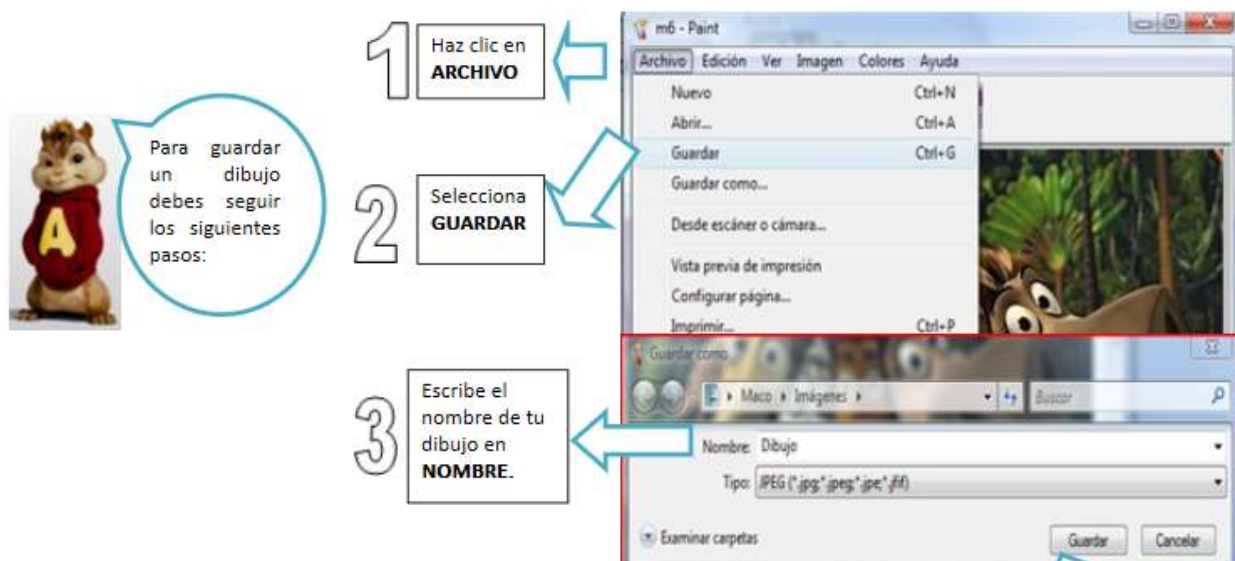 Para guardar
un dibujo
debes seguir
los siguientes
pasos:
A
1
Haz clic en
ARCHIVO
2
Selecciona
GUARDAR
3
Escribe el
nombre de tu
dibujo en
NOMBRE.
m6 - Paint
Archivo Edición Ver Imagen Colores Ayuda
Nuevo Ctrl+N
Abrir... Ctrl+A
Guardar Ctrl+G
Guardar como...
Desde escáner o cámara...
Vista previa de impresión
Configurar página...
Imprimir... Ctrl+P
Guardar como
Maco Imágenes Buscar
Nombre: Dibujo
Tipo: JPEG (*.jpg;*.jpeg;*.jpe;*.jfif)
Examinar carpetas Guardar Cancelar